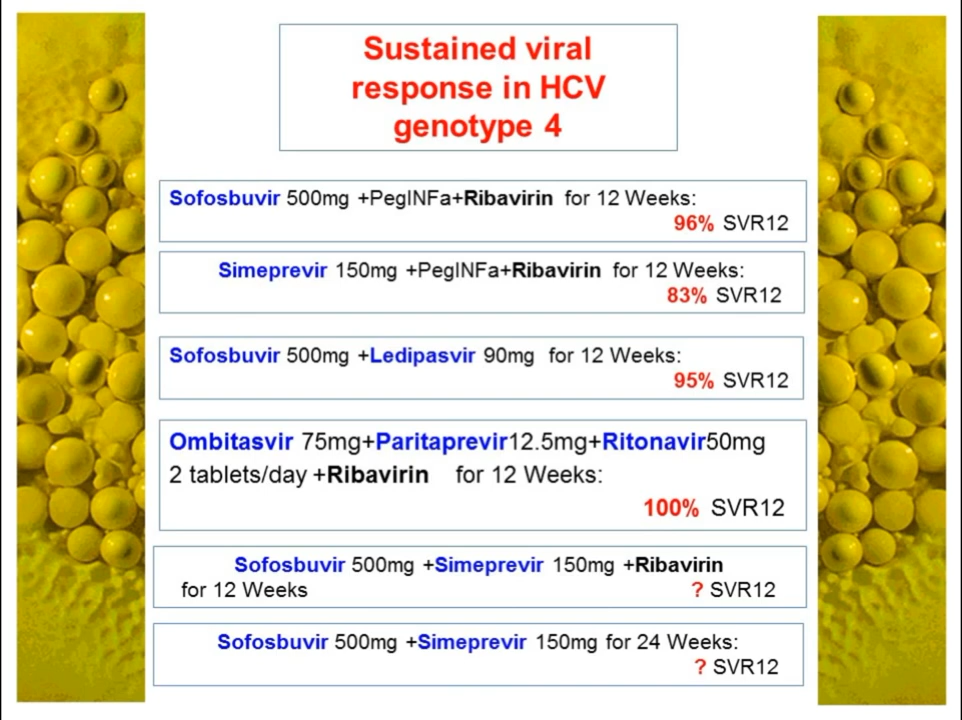 Sustained viral
response in HCV
genotype 4
Sofosbuvir 500mg +PegINFa+Ribavirin for 12 Weeks:
96% SVR12
Simeprevir 150mg +PegINFa+Ribavirin for 12 Weeks:
83% SVR12
Sofosbuvir 500mg +Ledipasvir 90mg for 12 Weeks:
95% SVR12
Ombitasvir 75mg+Paritaprevir12.5mg+Ritonavir50mg
2 tablets/day +Ribavirin for 12 Weeks:
100% SVR12
Sofosbuvir 500mg +Simeprevir 150mg +Ribavirin
for 12 Weeks ? SVR12
Sofosbuvir 500mg +Simeprevir 150mg for 24 Weeks:
? SVR12